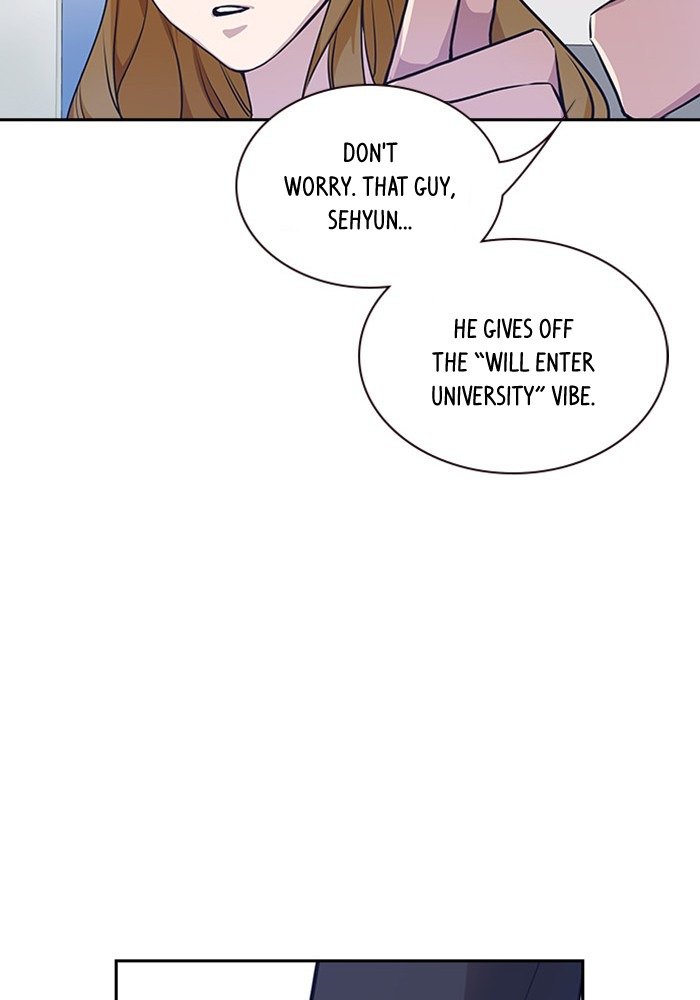 DON'T
WORRY. THAT GUY,
SEHYUN...
HE GIVES OFF
THE “WILL ENTER
UNIVERSITY” VIBE.